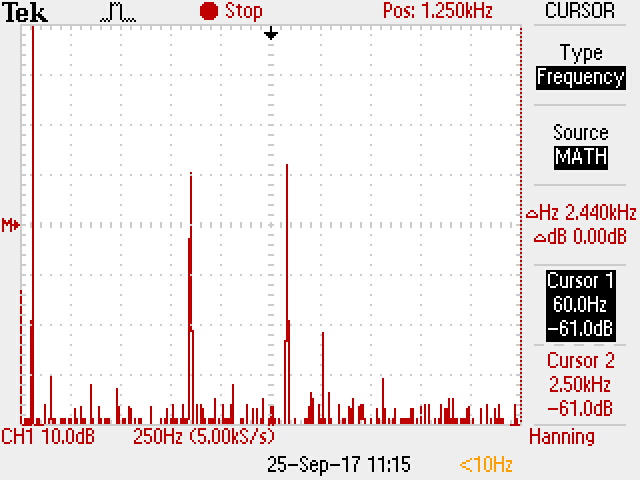 Tek Stop Pos: 1.250kHz CURSOR
Type
Frequency
Source
MATH
△Hz 2.440kHz
△dB 0.00dB
M
Cursor 1
60.0Hz
-61.0dB
Cursor 2
2.50kHz
-61.0dB
CH1 10.0dB 250Hz (5.00kS/s) Hanning
25-Sep-17 11:15 <10Hz